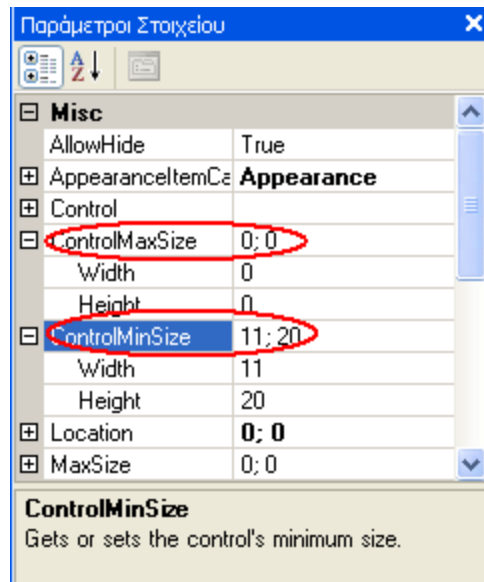 Παράμετροι Στοιχείου
Misc
AllowHide True
AppearanceItemCa Appearance
Control
ControlMaxSize 0; 0
Width 0
Height 0
ControlMinSize 11; 20
Width 11
Height 20
Location 0; 0
MaxSize 0; 0
ControlMinSize
Gets or sets the control's minimum size.